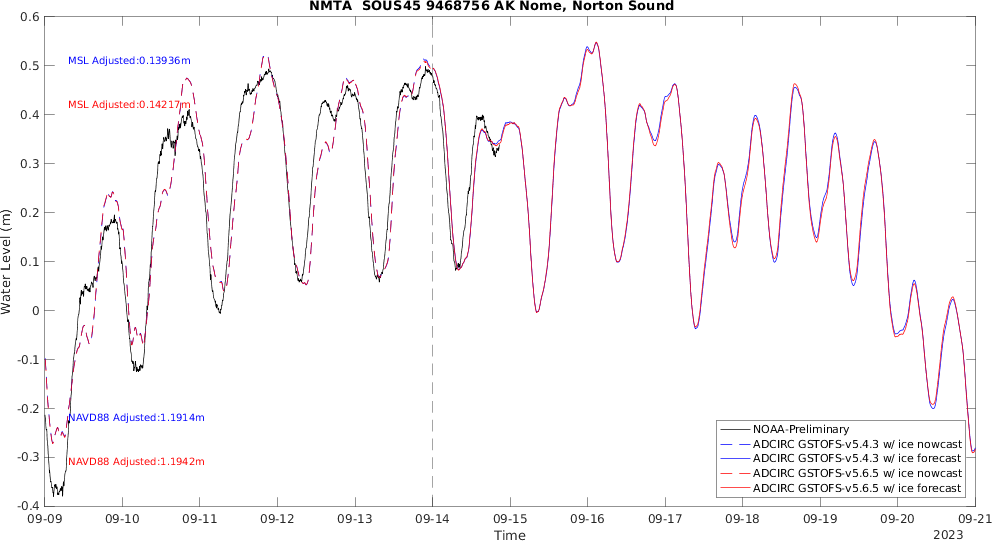 NMTA  SOUS45 9468756 AK Nome, Norton Sound
0.6
0.5
0.4
0.3
0.2
0.1
0
-0.1
-0.2
-0.3
-0.4
Water Level (m)
MSL Adjusted:0.13936m
MSL Adjusted:0.14217m
NAVD88 Adjusted:1.1914m
NAVD88 Adjusted:1.1942m
NOAA-Preliminary
ADCIRC GSTOFS-v5.4.3 w/ ice nowcast
ADCIRC GSTOFS-v5.4.3 w/ ice forecast
ADCIRC GSTOFS-v5.6.5 w/ ice nowcast
ADCIRC GSTOFS-v5.6.5 w/ ice forecast
09-09 09-10 09-11 09-12 09-13 09-14 09-15 09-16 09-17 09-18 09-19 09-20 09-21
Time
2023